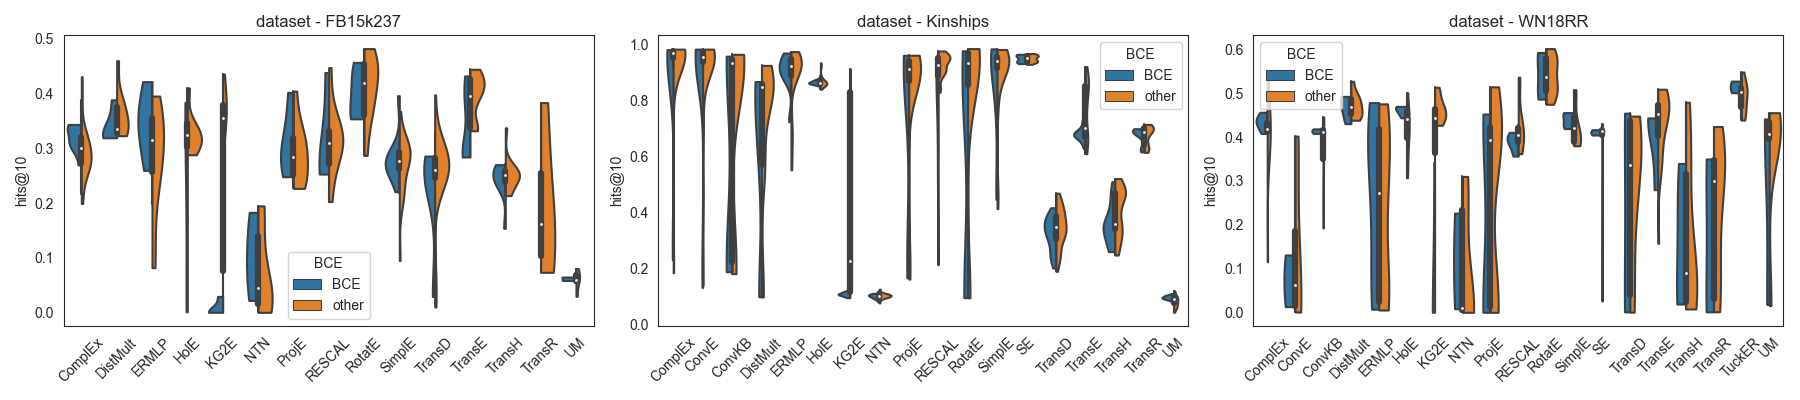 dataset - FB15k237
hits@10
0.5
0.4
0.3
0.2
0.1
0.0
BCE
BCE
other
ComplEx
DistMult
ERMLP
HolE
KG2E
NTN
ProjE
RESCAL
RotatE
SimplE
TransD
TransE
TransH
TransR
UM
dataset - Kinships
hits@10
1.0
0.8
0.6
0.4
0.2
0.0
BCE
BCE
other
ComplEx
ConvE
ConvKB
DistMult
ERMLP
HolE
KG2E
NTN
ProjE
RESCAL
RotatE
SimplE
SE
TransD
TransE
TransH
TransR
UM
dataset - WN18RR
hits@10
0.6
0.5
0.4
0.3
0.2
0.1
0.0
BCE
BCE
other
ComplEx
ConvE
ConvKB
DistMult
ERMLP
HolE
KG2E
NTN
ProjE
RESCAL
RotatE
SimplE
SE
TransD
TransE
TransH
TransR
TuckER
UM